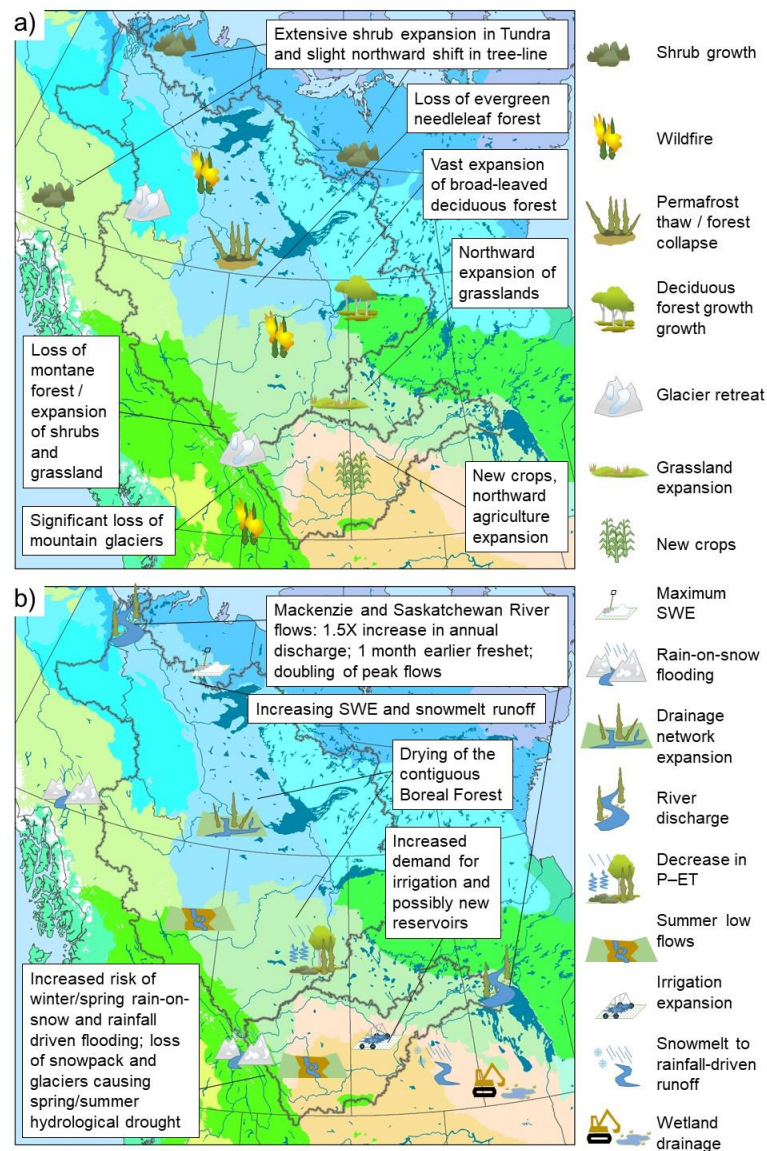 a)
Extensive shrub expansion in Tundra
and slight northward shift in tree-line
Loss of evergreen
needleleaf forest
Vast expansion
of broad-leaved
deciduous forest
Northward
expansion of
grasslands
Loss of
montane
forest /
expansion
of shrubs
and
grassland
Significant loss of
mountain glaciers
New crops,
northward
agriculture
expansion
Shrub growth
Wildfire
Permafrost
thaw / forest
collapse
Deciduous
forest growth
growth
Glacier retreat
Grassland
expansion
New crops
b)
Mackenzie and Saskatchewan River
flows: 1.5X increase in annual
discharge; 1 month earlier freshet;
doubling of peak flows
Increasing SWE and snowmelt runoff
Drying of the
contiguous
Boreal Forest
Increased
demand for
irrigation and
possibly new
reservoirs
Increased risk of
winter/spring rain-on-
snow and rainfall
driven flooding; loss
of snowpack and
glaciers causing
spring/summer
hydrological drought
Maximum
SWE
Rain-on-snow
flooding
Drainage
network
expansion
River
discharge
Decrease in
P–ET
Summer low
flows
Irrigation
expansion
Snowmelt to
rainfall-driven
runoff
Wetland
drainage